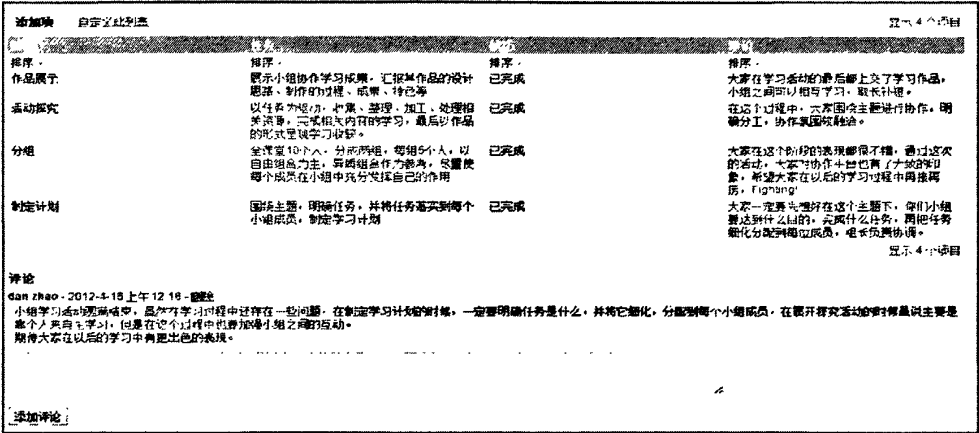 添加项 自定义此列表 显示 4 个项目
排序 排序 排序 排序
作品展示 展示小组协作学习成果，汇报其作品的设计 已完成 大家在学习活动的最后都上交了学习作品，
思路、制作的过程、成果、特色等 小组之间可以相互学习，取长补短。
活动探究 以任务为驱动，收集、整理、加工、处理相 已完成 在这个过程中，大家围绕主题进行协作，明
关资源，完成相关内容的学习，最后以作品 确分工，协作氛围较融洽。
的形式呈现学习收获。
分组 全课堂10个人，分成两组，每组5个人，以 已完成 大家在这个阶段的表现都很不错，通过这次
自由组合为主，异质组合作为参考，尽量使 的活动，大家对协作平台也有了大致的印
每个成员在小组中充分发挥自己的作用 象，希望大家在以后的学习过程中再接再
厉，Fighting!
制定计划 围绕主题，明确任务，并将任务落实到每个 已完成 大家一定要先想好在这个主题下，你们小组
小组成员，制定学习计划 要达到什么目的，完成什么任务，再把任务
细化分配到每位成员，组长负责协调。
显示 4 个项目
评论
dan zhao - 2012-4-15 上午 12:16 - 删除
小组学习活动圆满结束，虽然在学习过程中还存在一些问题，在制定学习计划的时候，一定要明确任务是什么，并将它细化，分配到每个小组成员，在展开探究活动的时候虽说主要是
靠个人来自主学习，但是在这个过程中也要加强小组之间的互动。
期待大家在以后的学习中有更出色的表现。
添加评论